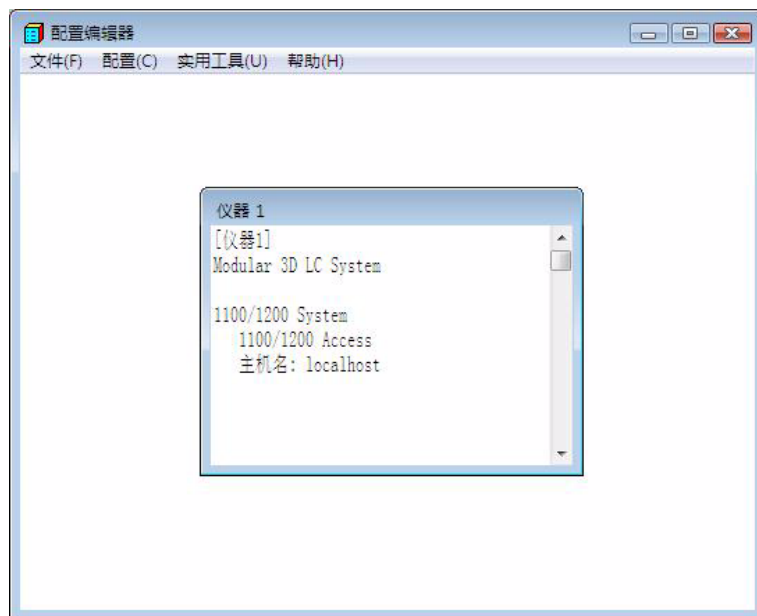 配置编辑器
文件(F) 配置(C) 实用工具(U) 帮助(H)
仪器 1
[仪器1]
Modular 3D LC System
1100/1200 System
1100/1200 Access
主机名: localhost